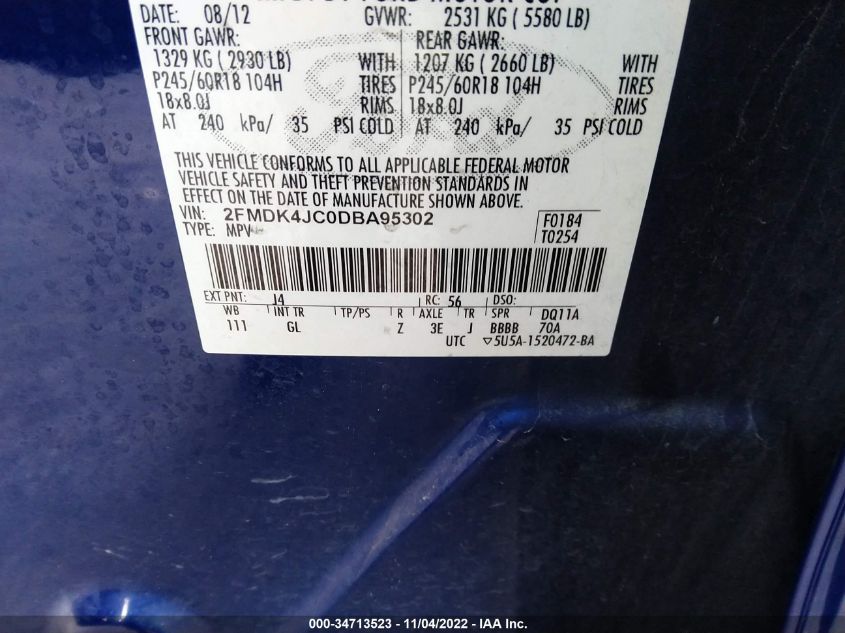 FORD MOTOR CO.
DATE: 08/12 GVWR: 2531 KG ( 5580 LB)
FRONT GAWR: REAR GAWR:
1329 KG ( 2930 LB) WITH 1207 KG ( 2660 LB) WITH
P245/60R18 104H TIRES P245/60R18 104H TIRES
18x8.0J RIMS 18x8.0J RIMS
AT 240 kPa/ 35 PSI COLD AT 240 kPa/ 35 PSI COLD
THIS VEHICLE CONFORMS TO ALL APPLICABLE FEDERAL MOTOR
VEHICLE SAFETY AND THEFT PREVENTION STANDARDS IN
EFFECT ON THE DATE OF MANUFACTURE SHOWN ABOVE.
VIN: 2FMDK4JC0DBA95302 F0184
TYPE: MPV T0254
EXT PNT: J4 RC: 56 DSO:
WB INT TR TP/PS R AXLE TR SPR DQ11A
111 GL Z 3E J BBBB 70A
UTC ▽5U5A-1520472-BA
000-34713523 - 11/04/2022 - IAA Inc.